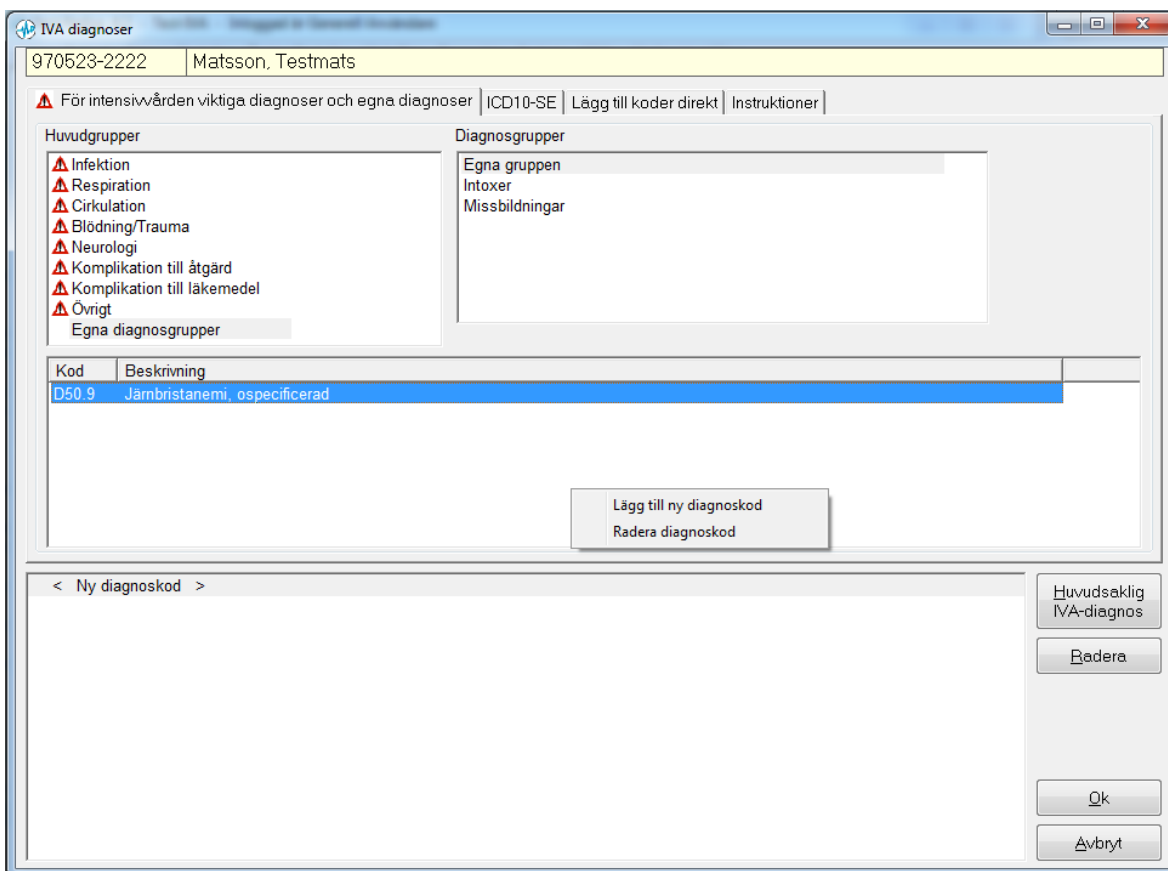 IVA diagnoser
970523-2222 Matsson, Testmats
För intensivvården viktiga diagnoser och egna diagnoser ICD10-SE Lägg till koder direkt Instruktioner
Huvudgrupper Diagnosgrupper
Infektion
Respiration
Cirkulation
Blödning/Trauma
Neurologi
Komplikation till åtgärd
Komplikation till läkemedel
Övrigt
Egna diagnosgrupper
Egna gruppen
Intoxer
Missbildningar
Kod Beskrivning
D50.9 Järnbristanemi, ospecificerad
Lägg till ny diagnoskod
Radera diagnoskod
< Ny diagnoskod >
Huvudsaklig
IVA-diagnos
Radera
Ok
Avbryt